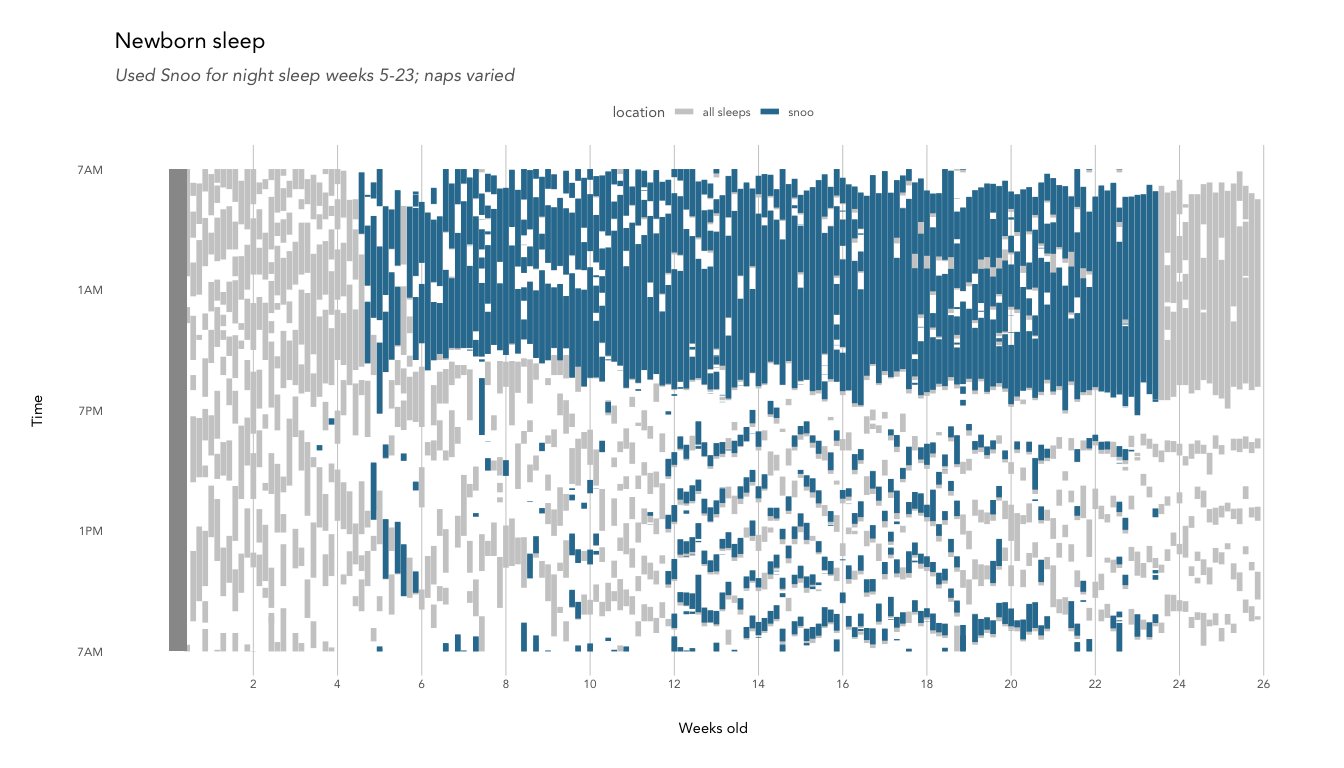 Newborn sleep
Used Snoo for night sleep weeks 5-23; naps varied
location all sleeps snoo
7AM
1AM
7PM
1PM
7AM
Time
2 4 6 8 10 12 14 16 18 20 22 24 26
Weeks old